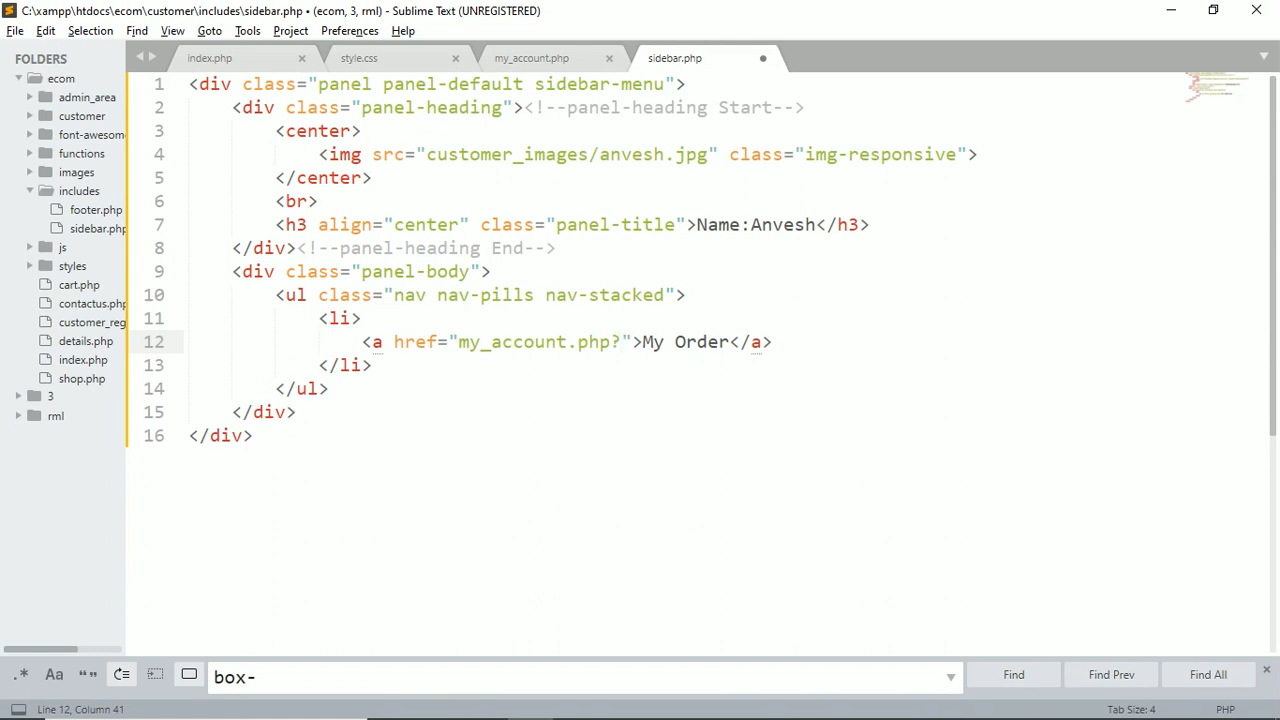 C:\xampp\htdocs\ecom\customer\includes\sidebar.php • (ecom, 3, rml) - Sublime Text (UNREGISTERED)
File Edit Selection Find View Goto Tools Project Preferences Help
FOLDERS
ecom
admin_area
customer
font-awesom
functions
images
includes
footer.php
sidebar.php
js
styles
cart.php
contactus.php
customer_reg
details.php
index.php
shop.php
3
rml
index.php × style.css × my_account.php × sidebar.php
1 <div class="panel panel-default sidebar-menu">
2 <div class="panel-heading"><!--panel-heading Start-->
3 <center>
4 <img src="customer_images/anvesh.jpg" class="img-responsive">
5 </center>
6 <br>
7 <h3 align="center" class="panel-title">Name:Anvesh</h3>
8 </div><!--panel-heading End-->
9 <div class="panel-body">
10 <ul class="nav nav-pills nav-stacked">
11 <li>
12 <a href="my_account.php?">My Order</a>
13 </li>
14 </ul>
15 </div>
16 </div>
.* Aa “” box- Find Find Prev Find All ×
Line 12, Column 41 Tab Size: 4 PHP